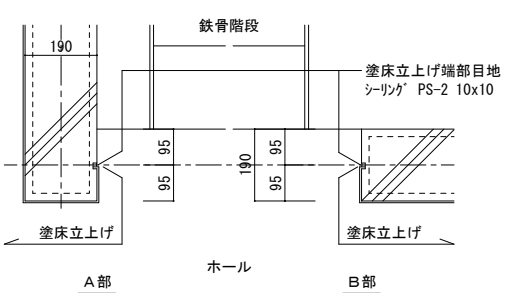 鉄骨階段
190
塗床立上げ端部目地
シーリング PS-2 10x10
95
190
95
95
95
塗床立上げ
塗床立上げ
ホール
A部
B部